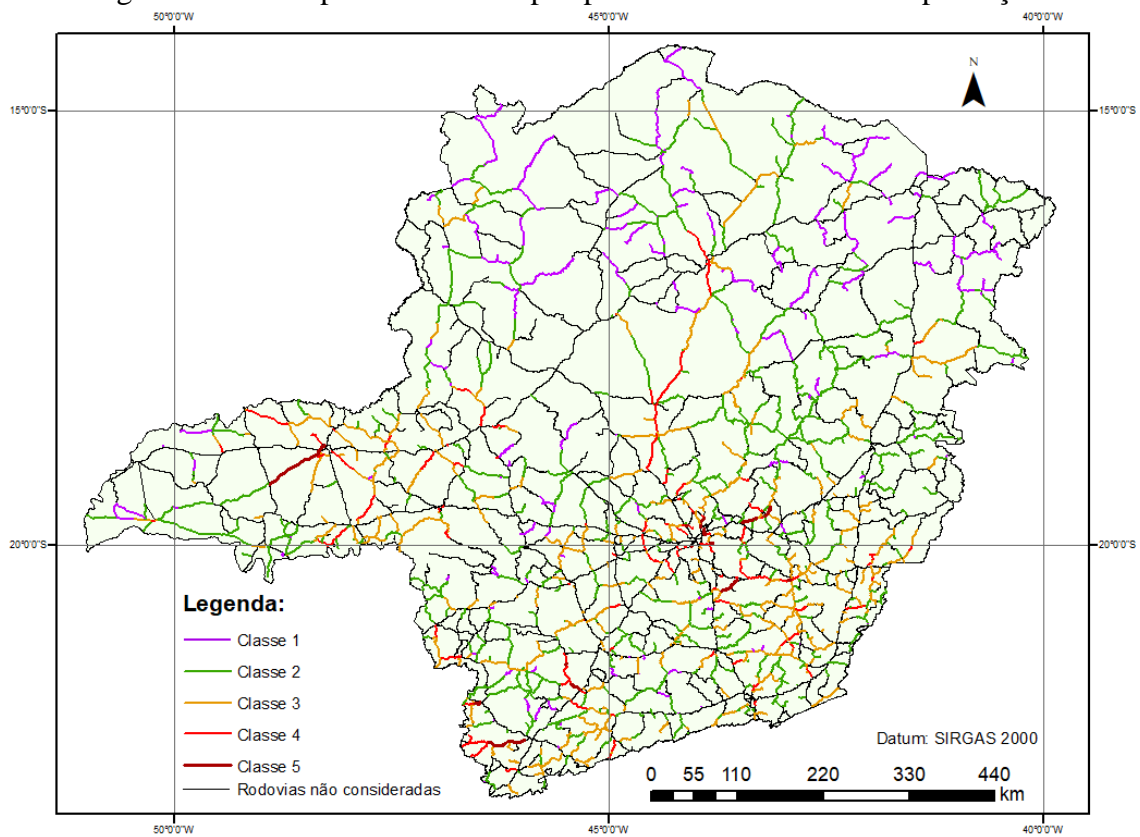 50°0'0"W 45°0'0"W 40°0'0"W
N
15°0'0"S 15°0'0"S
20°0'0"S 20°0'0"S
Legenda:
Classe 1
Classe 2
Classe 3
Classe 4
Classe 5
Rodovias não consideradas
Datum: SIRGAS 2000
0 55 110 220 330 440
km
50°0'0"W 45°0'0"W 40°0'0"W